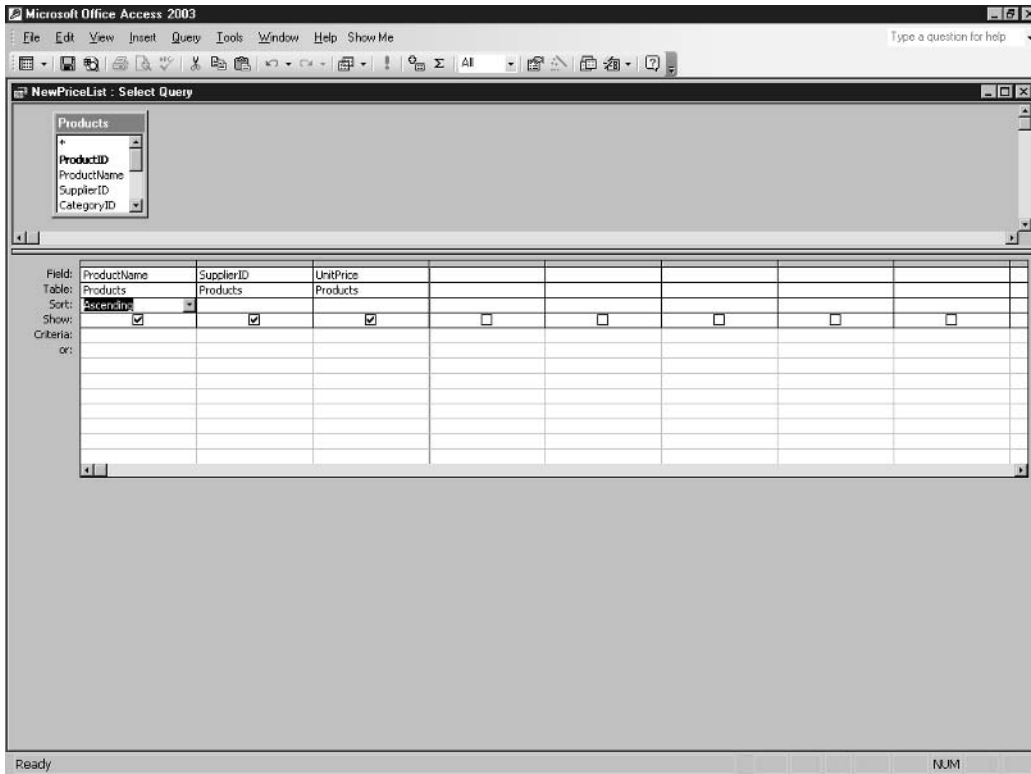 Microsoft Office Access 2003
File Edit View Insert Query Tools Window Help Show Me Type a question for help
Σ All
NewPriceList : Select Query
Products
*
ProductID
ProductName
SupplierID
CategoryID
Field: ProductName SupplierID UnitPrice
Table: Products Products Products
Sort: Ascending
Show:
Criteria:
or:
Ready NUM